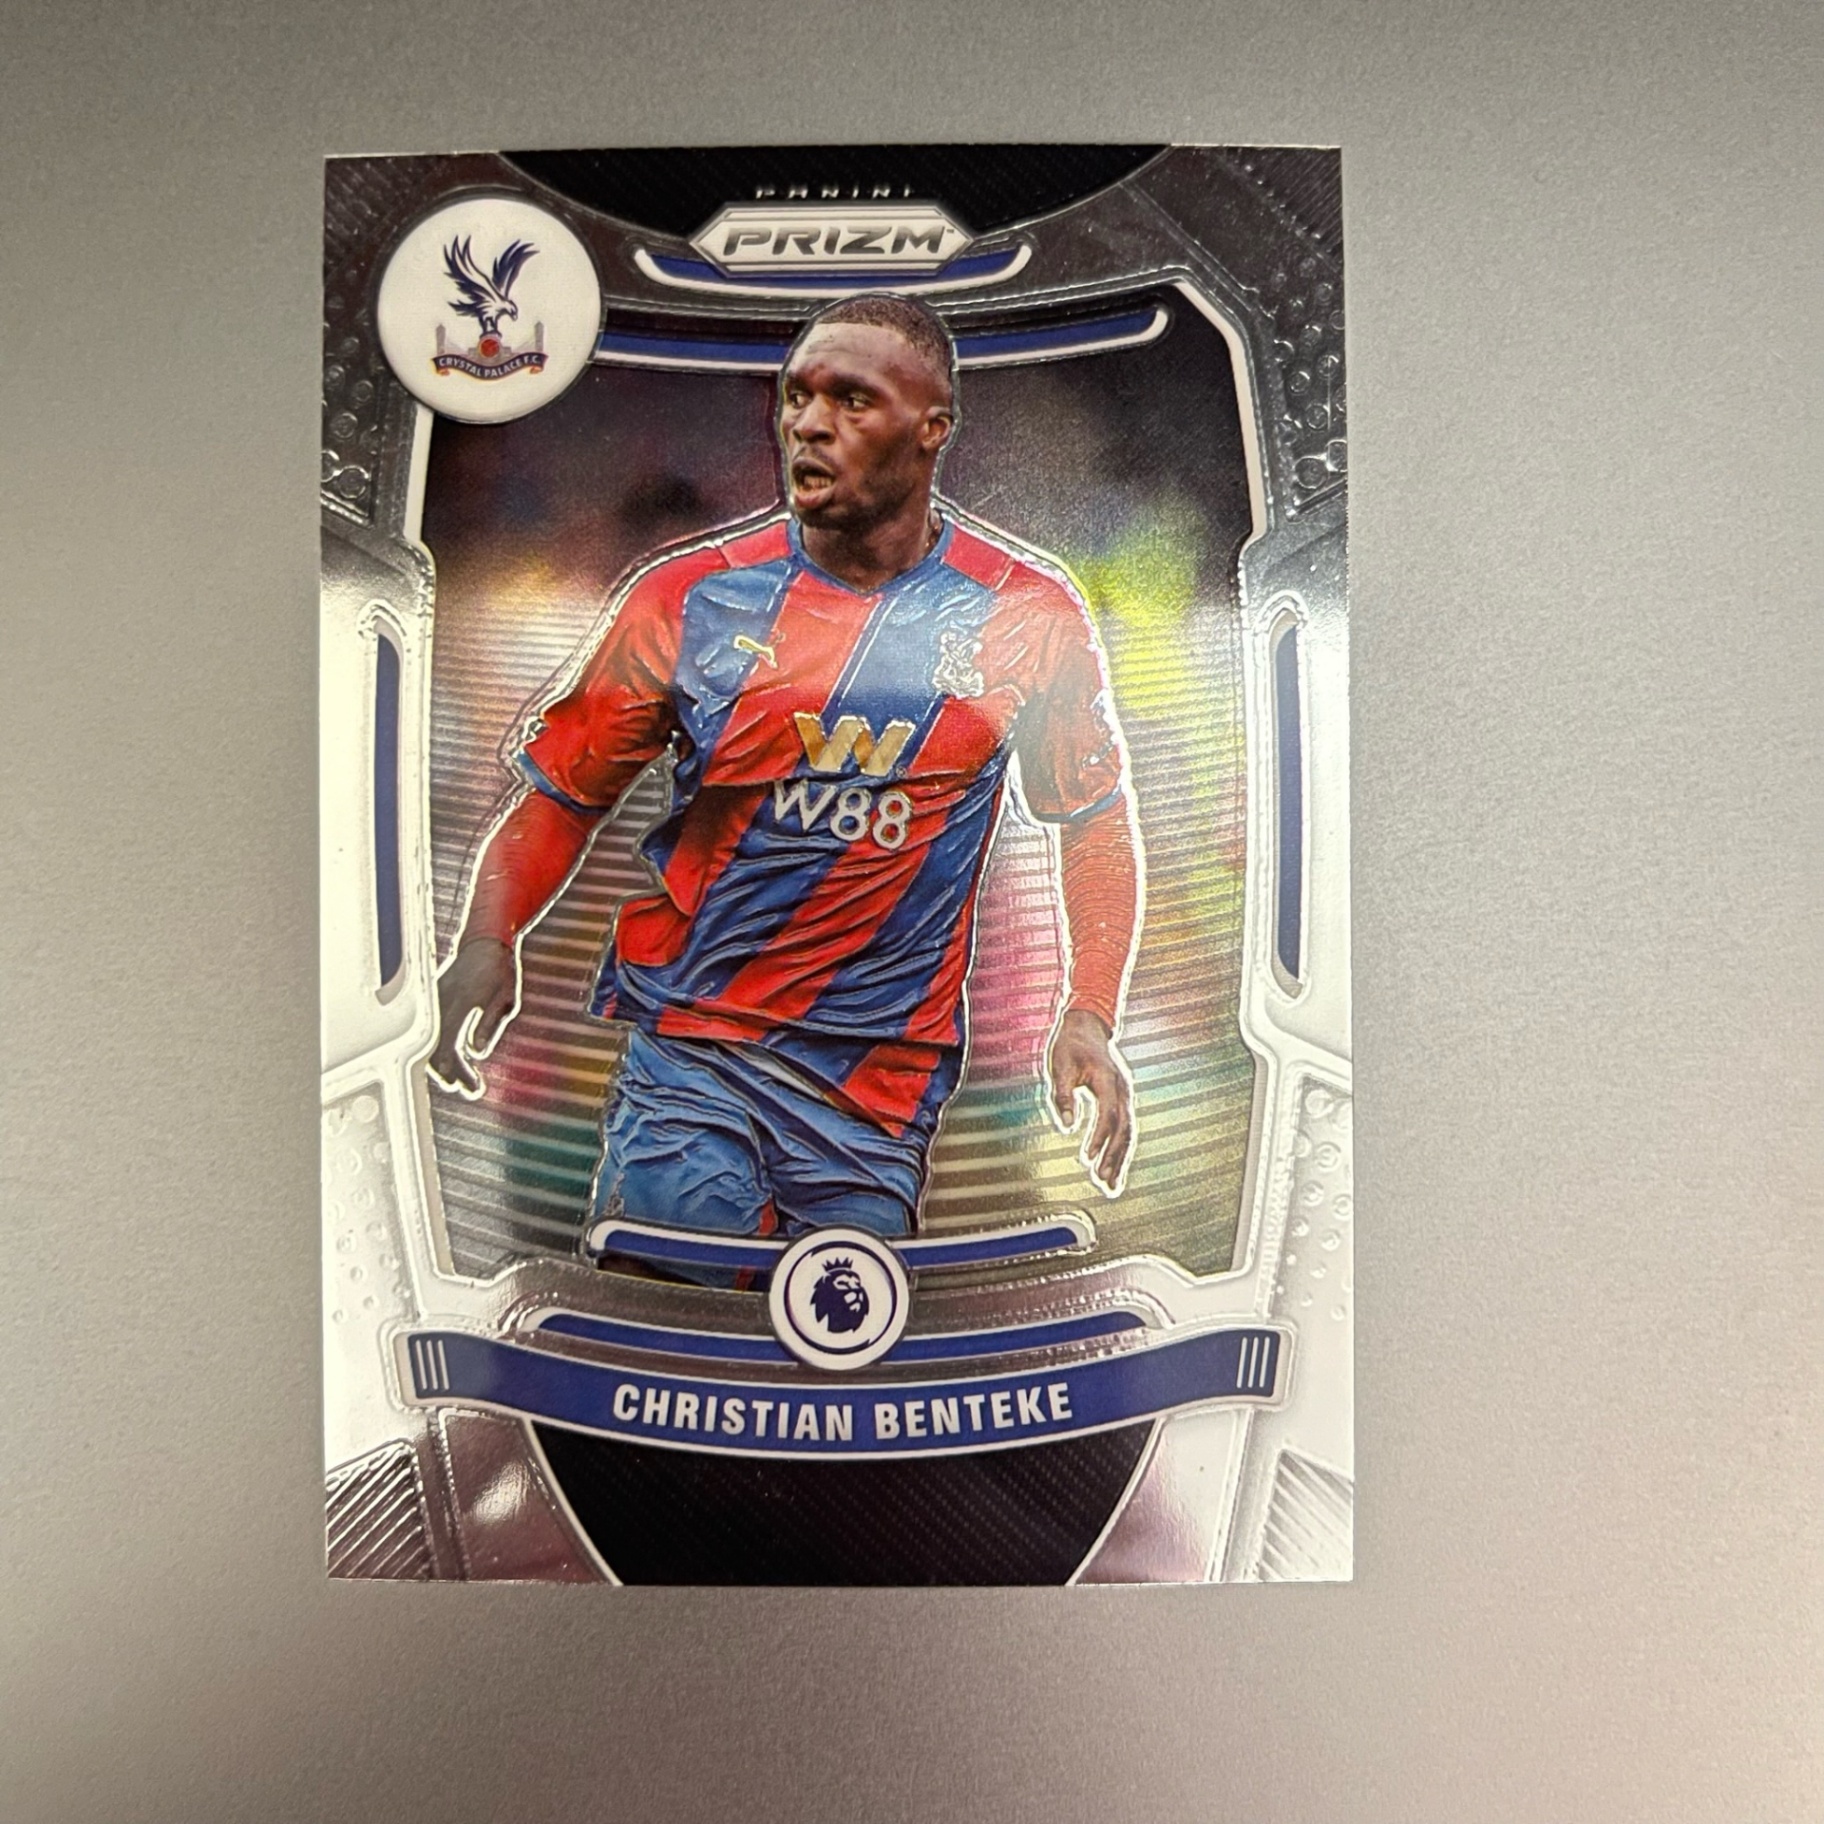 PANINI
PRIZM
CRYSTAL PALACE F.C.
W88
CHRISTIAN BENTEKE